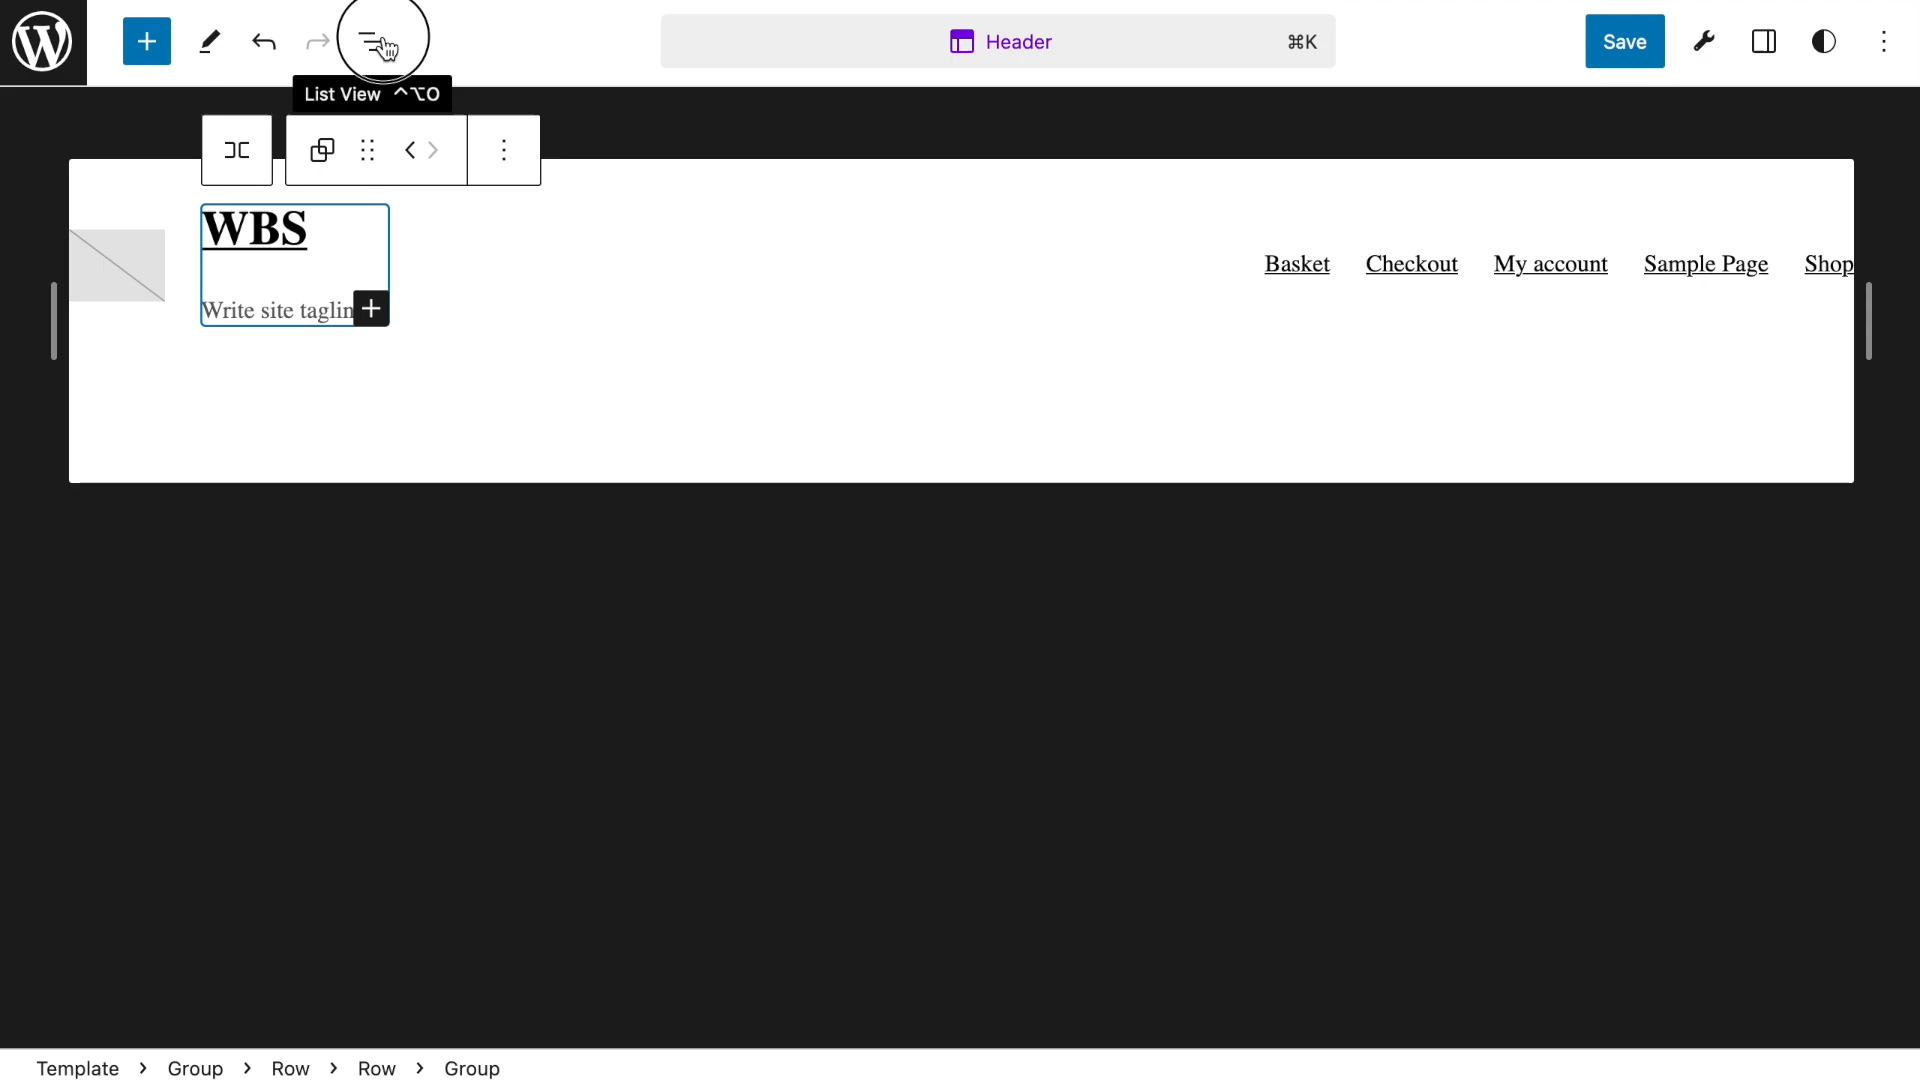 Header
⌘K
Save
List View ^⌥O
WBS
Basket
Checkout
My account
Sample Page
Shop
Write site taglin
Template > Group > Row > Row > Group